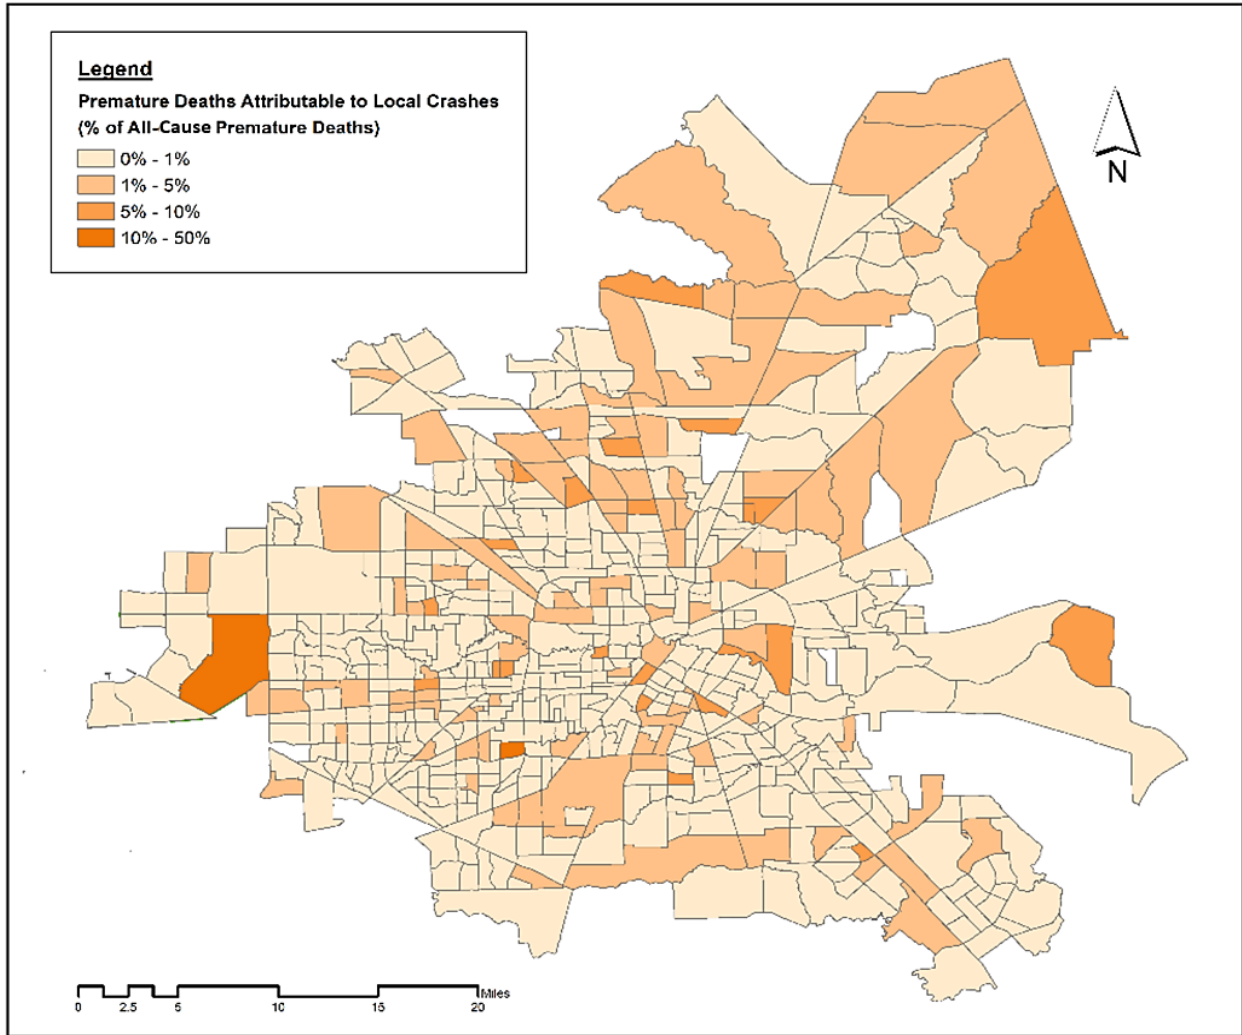 Legend
Premature Deaths Attributable to Local Crashes
(% of All-Cause Premature Deaths)
0% - 1%
1% - 5%
5% - 10%
10% - 50%
N
Miles
0 2.5 5 10 15 20